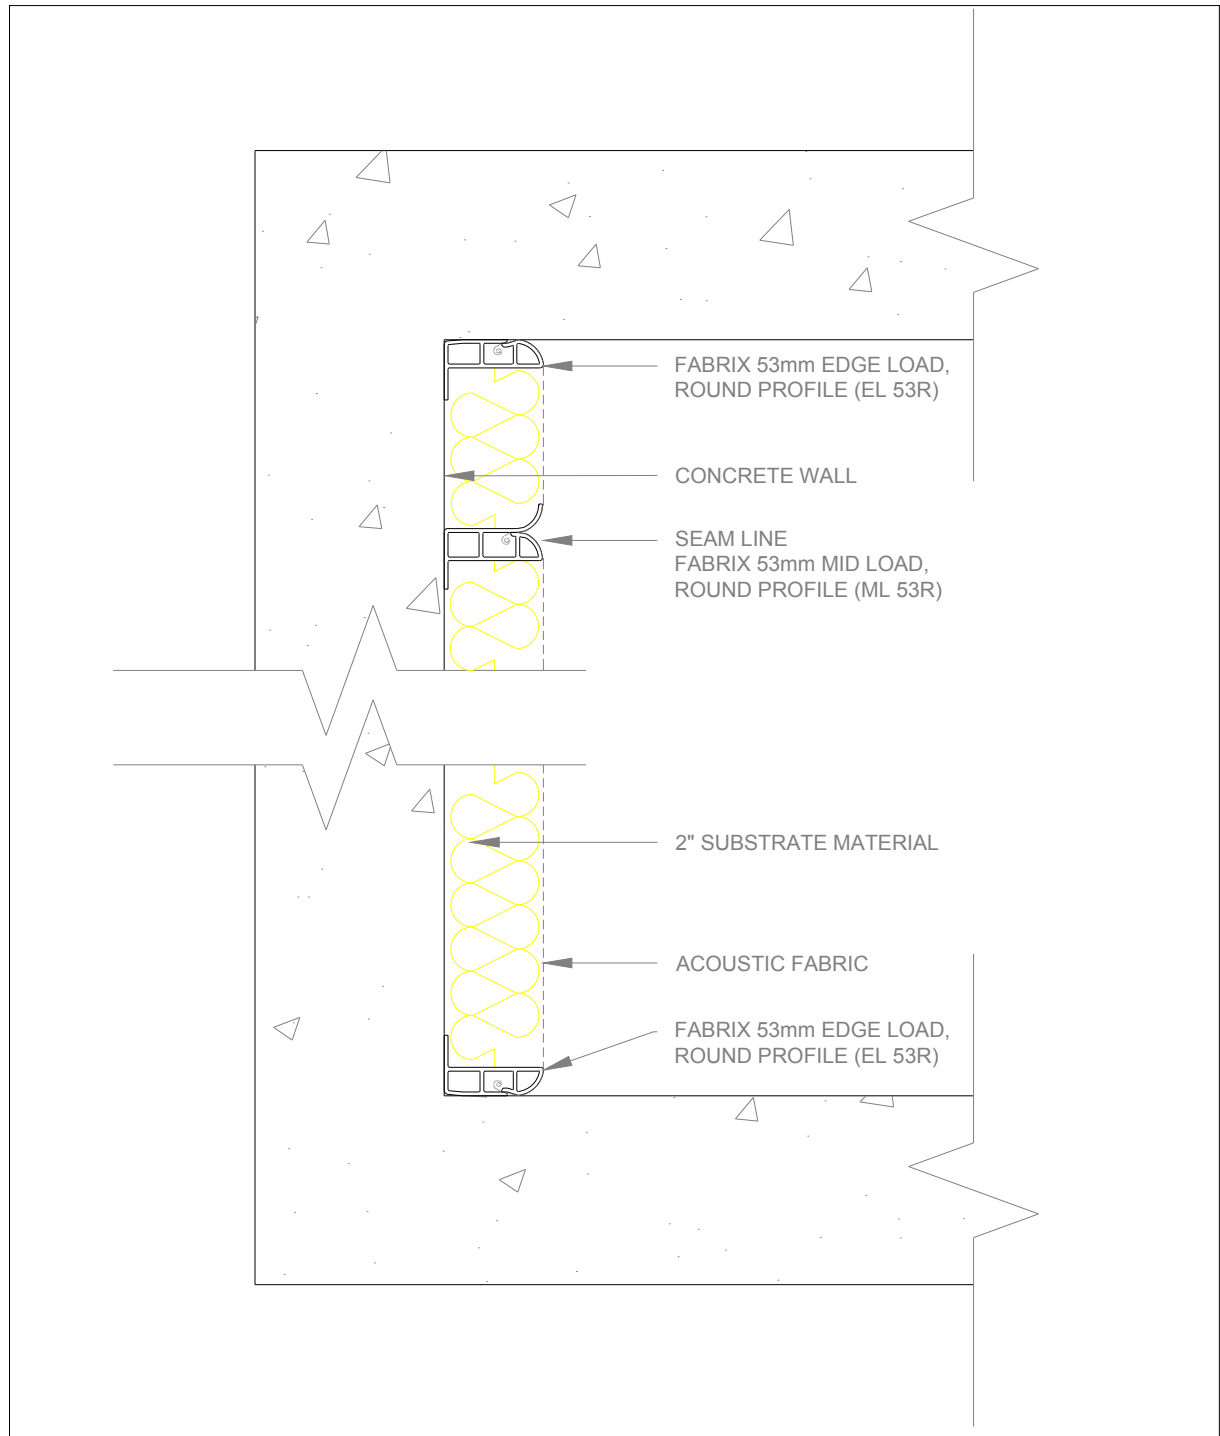 FABRIX 53mm EDGE LOAD,
ROUND PROFILE (EL 53R)
CONCRETE WALL
SEAM LINE
FABRIX 53mm MID LOAD,
ROUND PROFILE (ML 53R)
2" SUBSTRATE MATERIAL
ACOUSTIC FABRIC
FABRIX 53mm EDGE LOAD,
ROUND PROFILE (EL 53R)